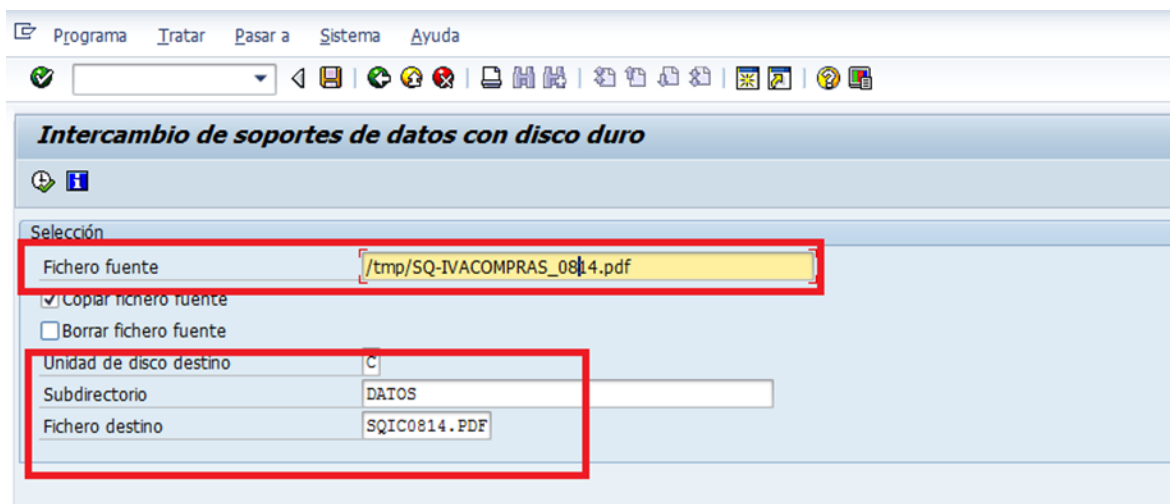 Programa Tratar Pasar a Sistema Ayuda
Intercambio de soportes de datos con disco duro
Selección
Fichero fuente /tmp/SQ-IVACOMPRAS_0814.pdf
Copiar fichero fuente
Borrar fichero fuente
Unidad de disco destino C
Subdirectorio DATOS
Fichero destino SQIC0814.PDF